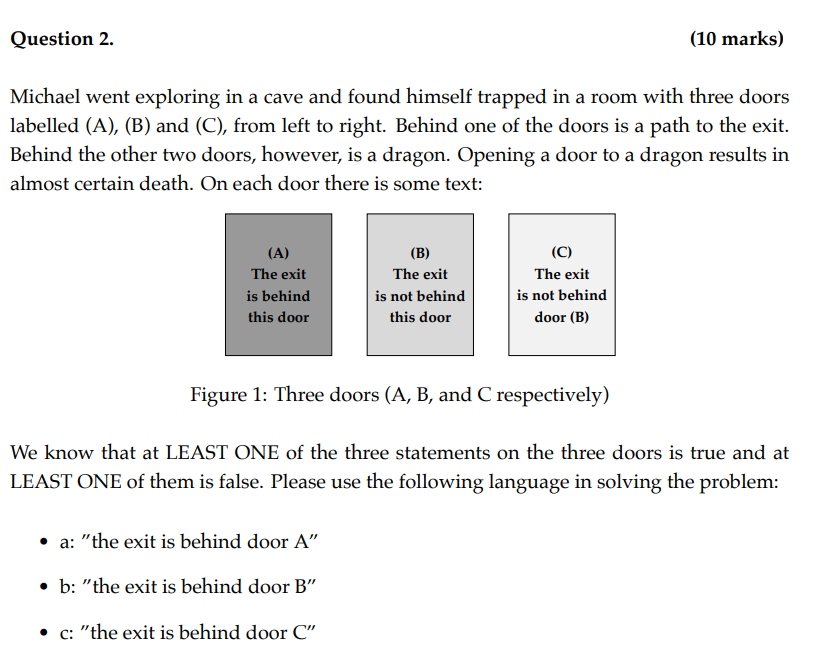 Question 2. (10 marks)
Michael went exploring in a cave and found himself trapped in a room with three doors
labelled (A), (B) and (C), from left to right. Behind one of the doors is a path to the exit.
Behind the other two doors, however, is a dragon. Opening a door to a dragon results in
almost certain death. On each door there is some text:
(A)
The exit
is behind
this door
(B)
The exit
is not behind
this door
(C)
The exit
is not behind
door (B)
Figure 1: Three doors (A, B, and C respectively)
We know that at LEAST ONE of the three statements on the three doors is true and at
LEAST ONE of them is false. Please use the following language in solving the problem:
• a: ”the exit is behind door A”
• b: ”the exit is behind door B”
• c: ”the exit is behind door C”